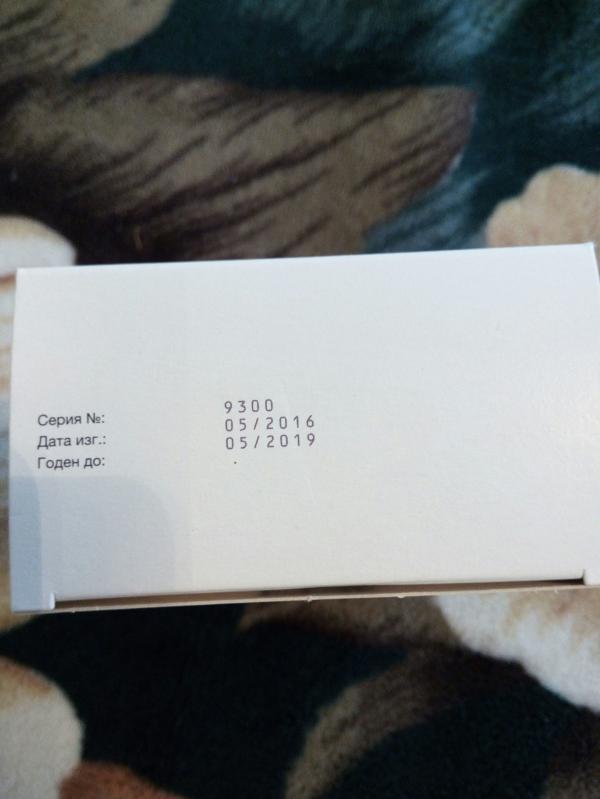 Серия №: 9300
Дата изг.: 05/2016
Годен до: 05/2019